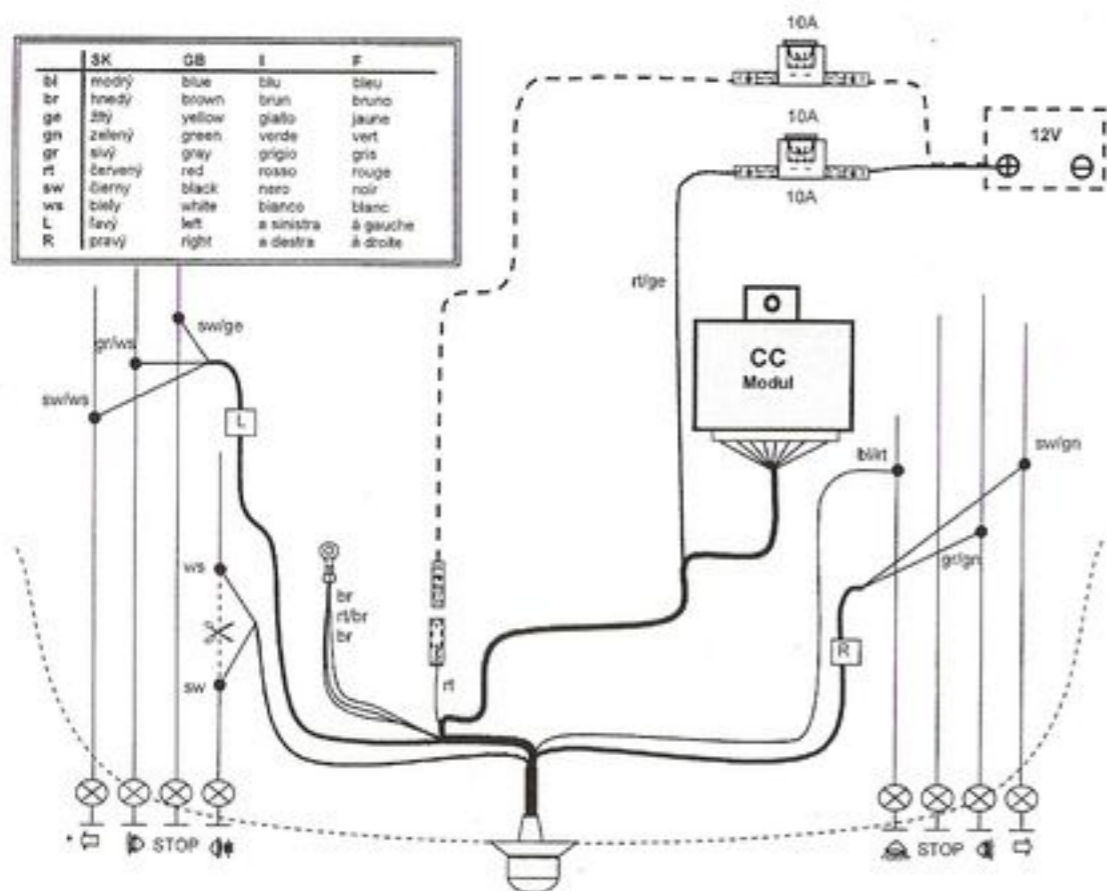 SK GB I F
bl modrý blue blu bleu
br hnedý brown brun bruno
ge žltý yellow giallo jaune
gn zelený green verde vert
gr sivý gray grigio gris
rt červený red rosso rouge
sw čierny black nero noir
ws biely white bianco blanc
L ľavý left a sinistra à gauche
R pravý right a destra à droite
10A
10A
10A
12V
rt/ge
CC
Modul
sw/ge
gr/ws
sw/ws
L
bl/rt
sw/gn
gr/gn
ws
br
rt/br
br
sw
rt
R
STOP
STOP